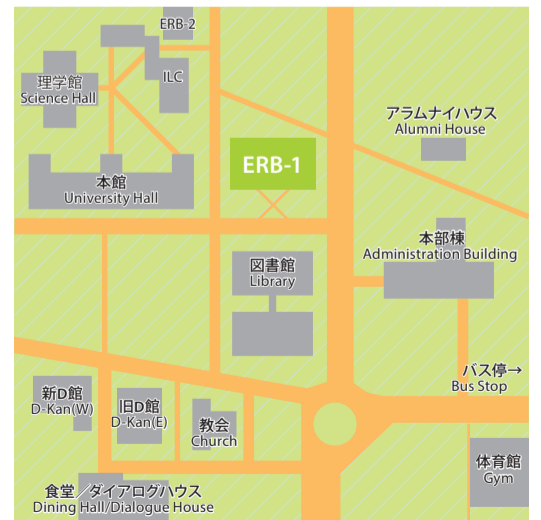 ERB-2
ILC
理学館
Science Hall
アラムナイハウス
Alumni House
ERB-1
本館
University Hall
本部棟
Administration Building
図書館
Library
バス停→
Bus Stop
新D館
D-Kan(W)
旧D館
D-Kan(E)
教会
Church
体育館
Gym
食堂／ダイアログハウス
Dining Hall/Dialogue House